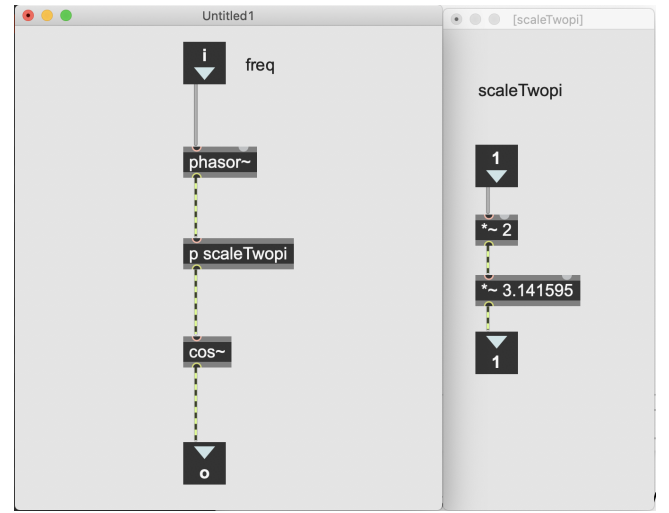 Untitled1
i
freq
phasor~
p scaleTwopi
cos~
o
[scaleTwopi]
scaleTwopi
1
*~ 2
*~ 3.141595
1